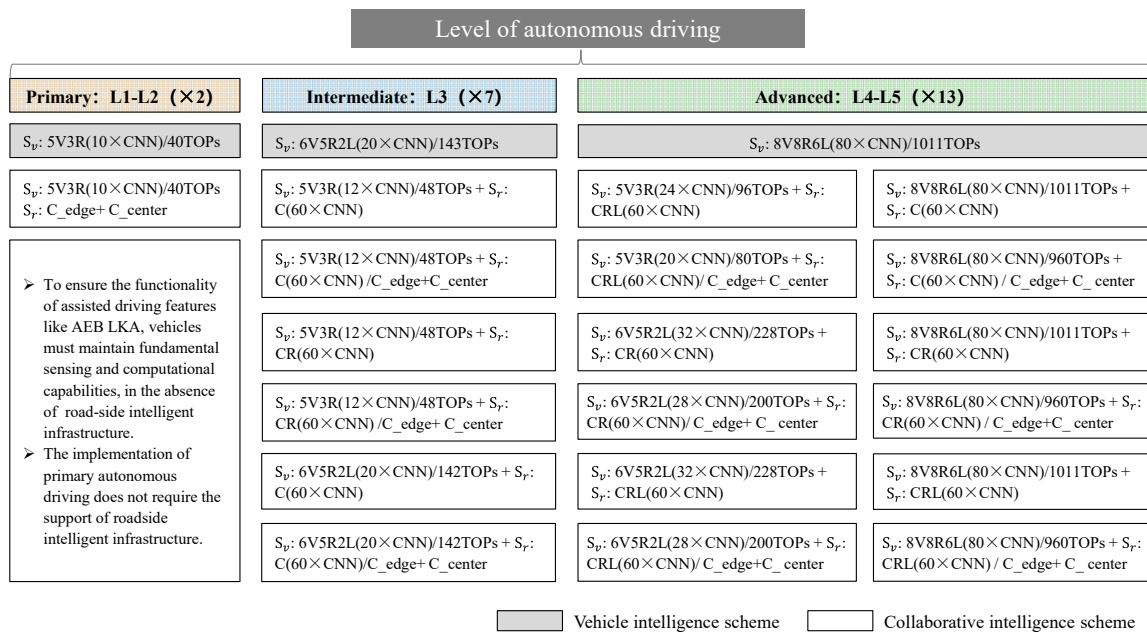 Level of autonomous driving
Primary: L1-L2 (×2)
Intermediate: L3 (×7)
Advanced: L4-L5 (×13)
Sᵥ: 5V3R(10×CNN)/40TOPs
Sᵥ: 6V5R2L(20×CNN)/143TOPs
Sᵥ: 8V8R6L(80×CNN)/1011TOPs
Sᵥ: 5V3R(10×CNN)/40TOPs
Sᵣ: C_edge+ C_center
➢ To ensure the functionality
of assisted driving features
like AEB LKA, vehicles
must maintain fundamental
sensing and computational
capabilities, in the absence
of road-side intelligent
infrastructure.
➢ The implementation of
primary autonomous
driving does not require the
support of roadside
intelligent infrastructure.
Sᵥ: 5V3R(12×CNN)/48TOPs + Sᵣ:
C(60×CNN)
Sᵥ: 5V3R(12×CNN)/48TOPs + Sᵣ:
C(60×CNN) /C_edge+C_center
Sᵥ: 5V3R(12×CNN)/48TOPs + Sᵣ:
CR(60×CNN)
Sᵥ: 5V3R(12×CNN)/48TOPs + Sᵣ:
CR(60×CNN) /C_edge+ C_center
Sᵥ: 6V5R2L(20×CNN)/142TOPs + Sᵣ:
C(60×CNN)
Sᵥ: 6V5R2L(20×CNN)/142TOPs + Sᵣ:
C(60×CNN)/C_edge+ C_center
Sᵥ: 5V3R(24×CNN)/96TOPs + Sᵣ:
CRL(60×CNN)
Sᵥ: 5V3R(20×CNN)/80TOPs + Sᵣ:
CRL(60×CNN)/ C_edge+ C_center
Sᵥ: 6V5R2L(32×CNN)/228TOPs +
Sᵣ: CR(60×CNN)
Sᵥ: 6V5R2L(28×CNN)/200TOPs + Sᵣ:
CR(60×CNN)/ C_edge+ C_ center
Sᵥ: 6V5R2L(32×CNN)/228TOPs +
Sᵣ: CRL(60×CNN)
Sᵥ: 6V5R2L(28×CNN)/200TOPs + Sᵣ:
CRL(60×CNN)/ C_edge+C_ center
Sᵥ: 8V8R6L(80×CNN)/1011TOPs +
Sᵣ: C(60×CNN)
Sᵥ: 8V8R6L(80×CNN)/960TOPs +
Sᵣ: C(60×CNN) / C_edge+ C_ center
Sᵥ: 8V8R6L(80×CNN)/1011TOPs +
Sᵣ: CR(60×CNN)
Sᵥ: 8V8R6L(80×CNN)/960TOPs + Sᵣ:
CR(60×CNN) / C_edge+C_ center
Sᵥ: 8V8R6L(80×CNN)/1011TOPs +
Sᵣ: CRL(60×CNN)
Sᵥ: 8V8R6L(80×CNN)/960TOPs + Sᵣ:
CRL(60×CNN) / C_edge+ C_ center
Vehicle intelligence scheme
Collaborative intelligence scheme